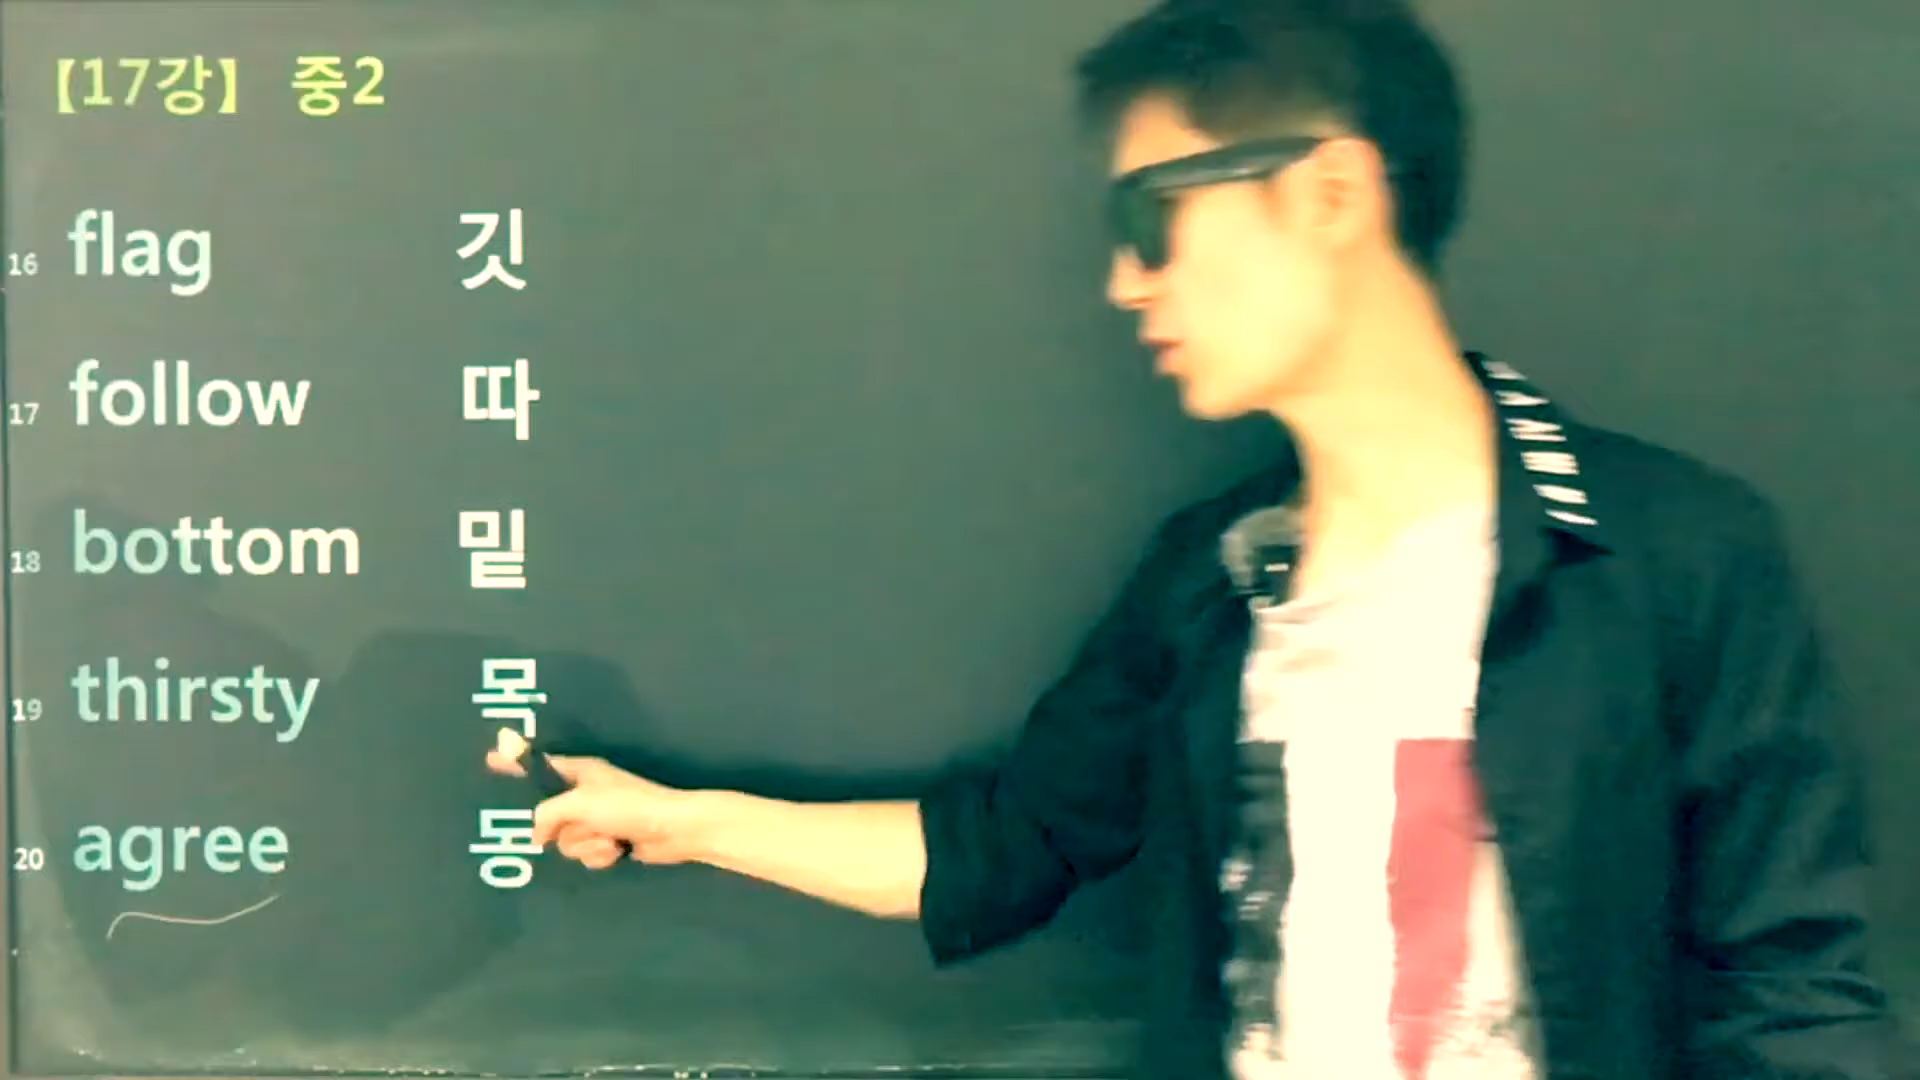 【17강】 중2
16 flag 깃
17 follow 따
18 bottom 밑
19 thirsty 목
20 agree 동